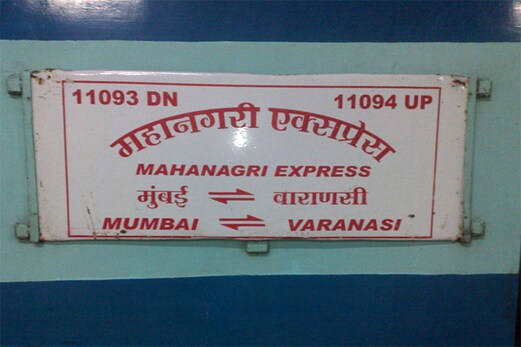 11093 DN 11094 UP
महानगरी एक्सप्रेस
MAHANAGRI EXPRESS
मुंबई ⇌ वाराणसी
MUMBAI ⇌ VARANASI